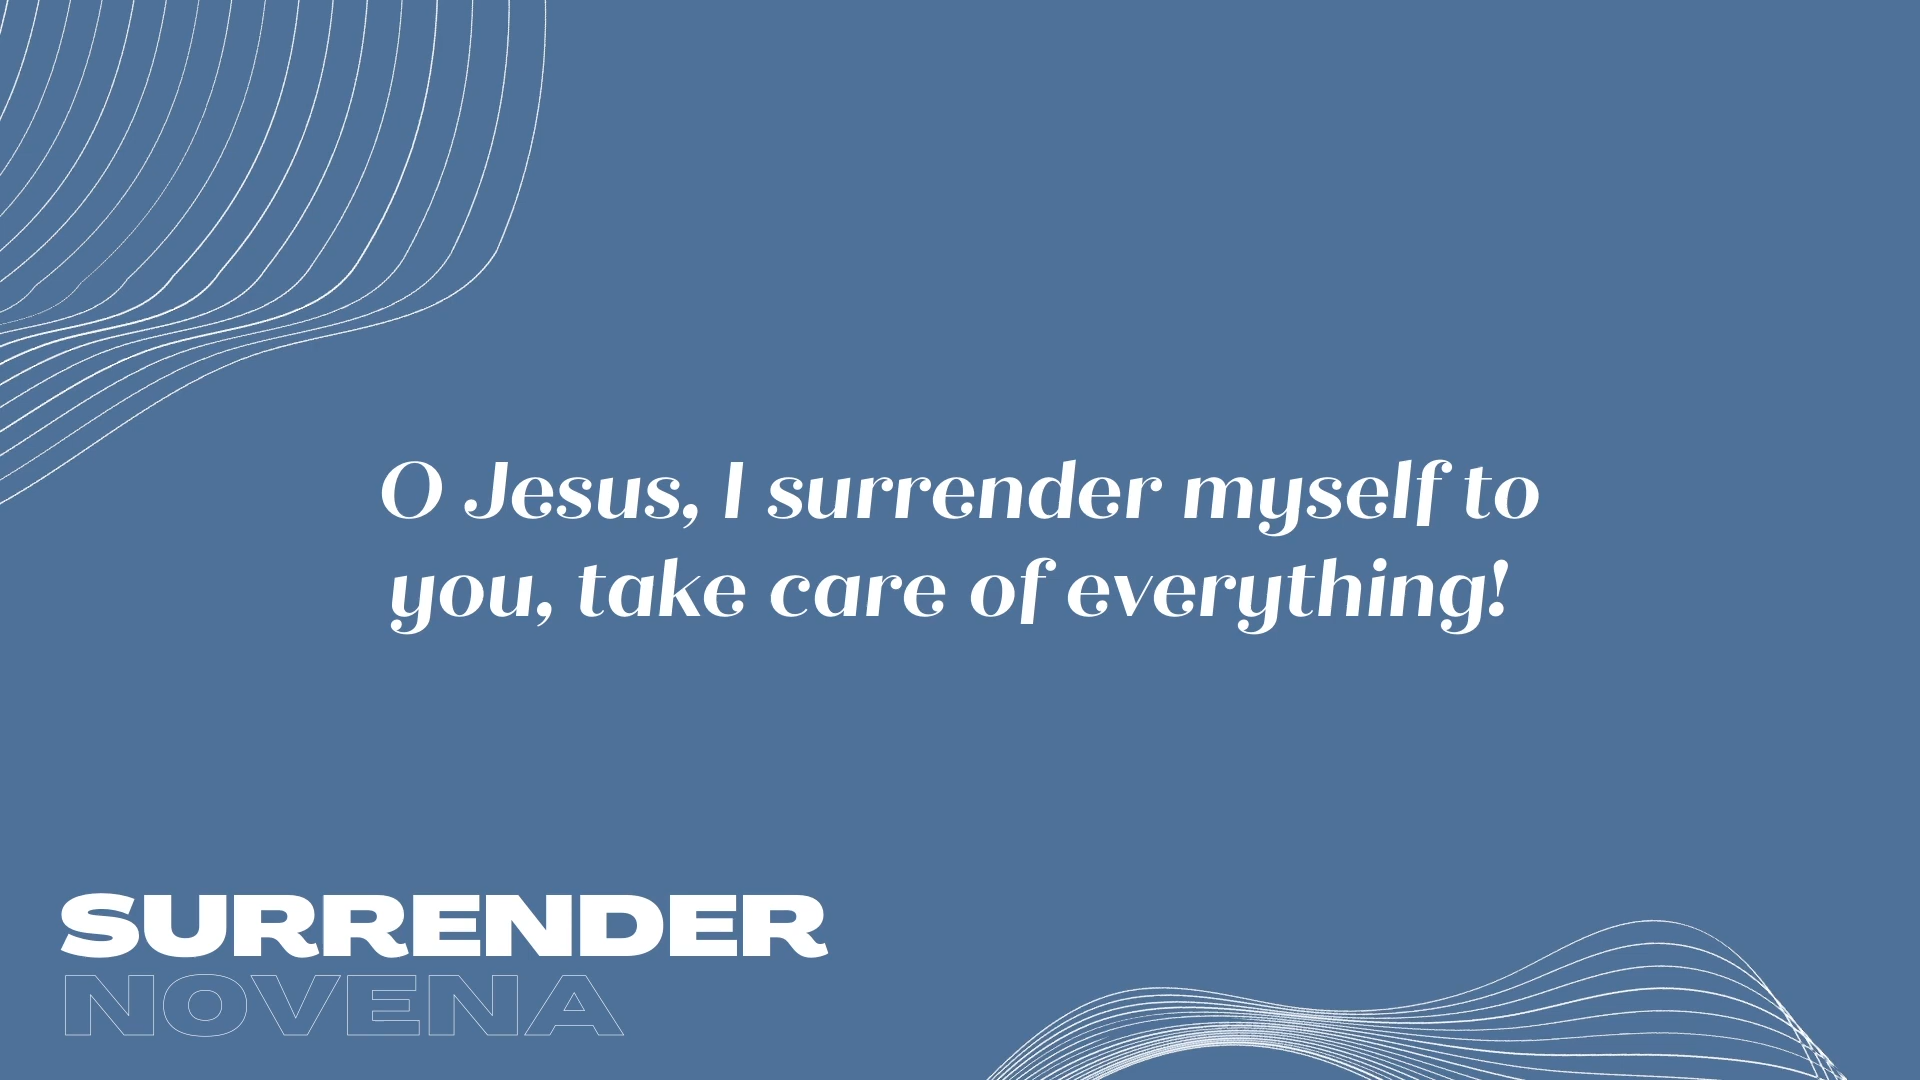 O Jesus, I surrender myself to
you, take care of everything!
SURRENDER
NOVENA